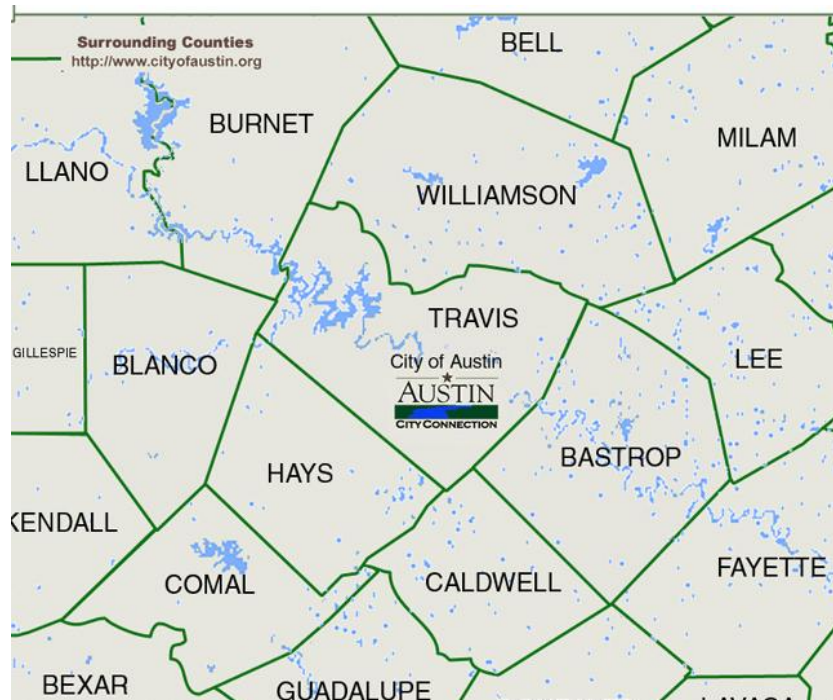 Surrounding Counties
http://www.cityofaustin.org
BELL
BURNET
MILAM
LLANO
WILLIAMSON
TRAVIS
GILLESPIE
BLANCO
LEE
City of Austin
AUSTIN
CITY CONNECTION
HAYS
BASTROP
KENDALL
COMAL
CALDWELL
FAYETTE
BEXAR
GUADALUPE
LAVACA